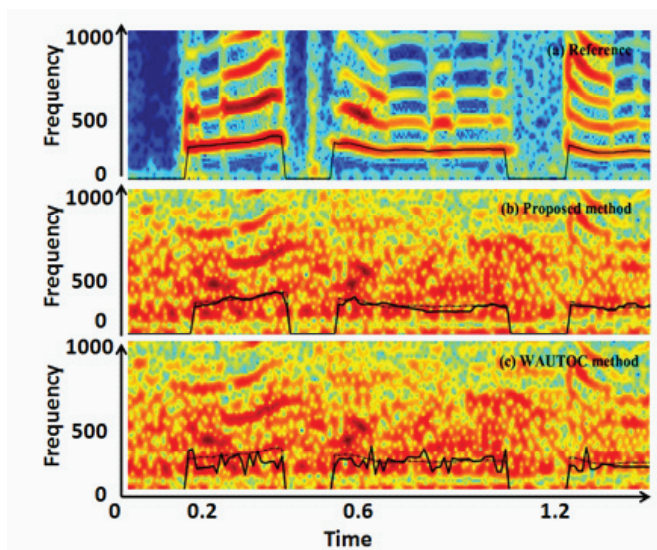 1000
(a) Reference
Frequency
500
0
1000
(b) Proposed method
Frequency
500
0
1000
(c) WAUTOC method
Frequency
500
0
0 0.2 0.6 1.2
Time